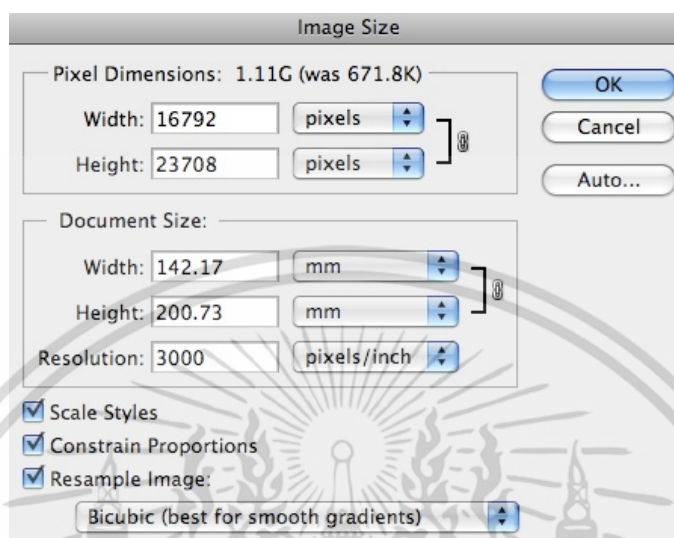 Image Size
Pixel Dimensions: 1.11G (was 671.8K)
Width: 16792 pixels
Height: 23708 pixels
OK
Cancel
Auto...
Document Size:
Width: 142.17 mm
Height: 200.73 mm
Resolution: 3000 pixels/inch
Scale Styles
Constrain Proportions
Resample Image:
Bicubic (best for smooth gradients)